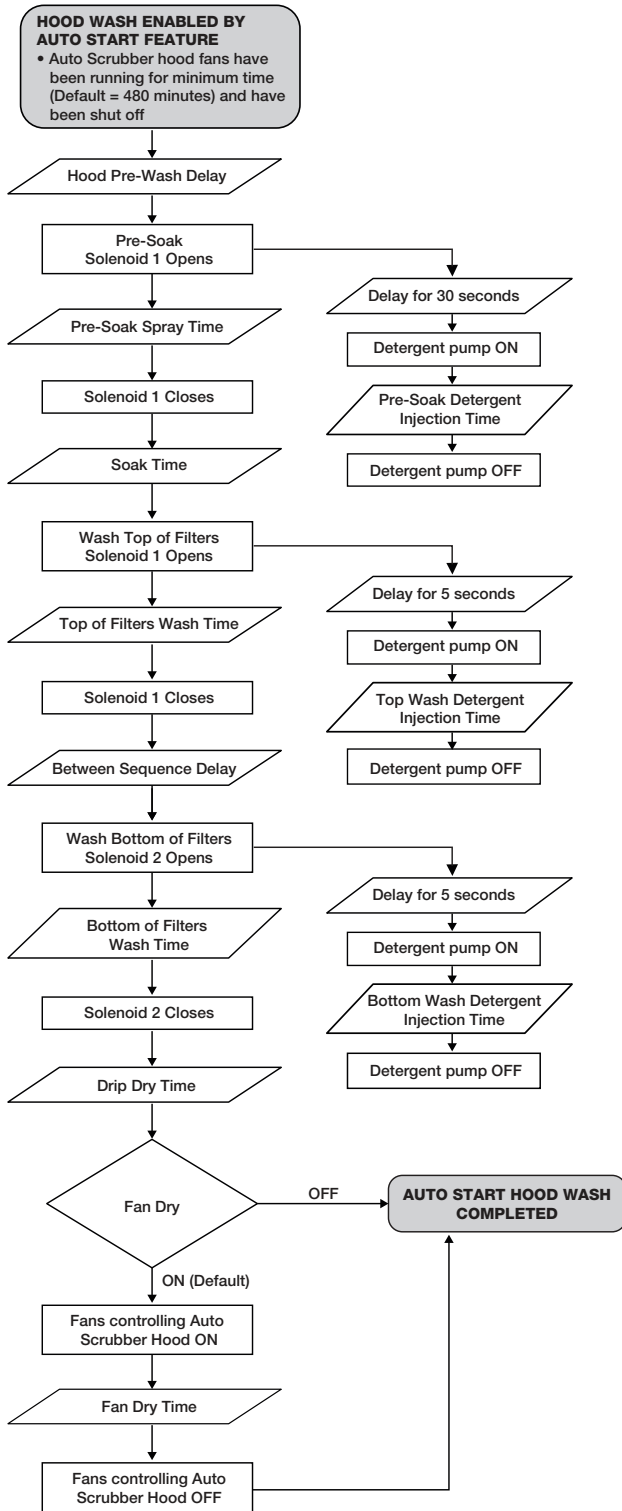 HOOD WASH ENABLED BY
AUTO START FEATURE
• Auto Scrubber hood fans have
been running for minimum time
(Default = 480 minutes) and have
been shut off
Hood Pre-Wash Delay
Pre-Soak
Solenoid 1 Opens
Delay for 30 seconds
Pre-Soak Spray Time
Detergent pump ON
Solenoid 1 Closes
Pre-Soak Detergent
Injection Time
Soak Time
Detergent pump OFF
Wash Top of Filters
Solenoid 1 Opens
Delay for 5 seconds
Top of Filters Wash Time
Detergent pump ON
Solenoid 1 Closes
Top Wash Detergent
Injection Time
Between Sequence Delay
Detergent pump OFF
Wash Bottom of Filters
Solenoid 2 Opens
Delay for 5 seconds
Bottom of Filters
Wash Time
Detergent pump ON
Solenoid 2 Closes
Bottom Wash Detergent
Injection Time
Drip Dry Time
Detergent pump OFF
Fan Dry
OFF
AUTO START HOOD WASH
COMPLETED
ON (Default)
Fans controlling Auto
Scrubber Hood ON
Fan Dry Time
Fans controlling Auto
Scrubber Hood OFF